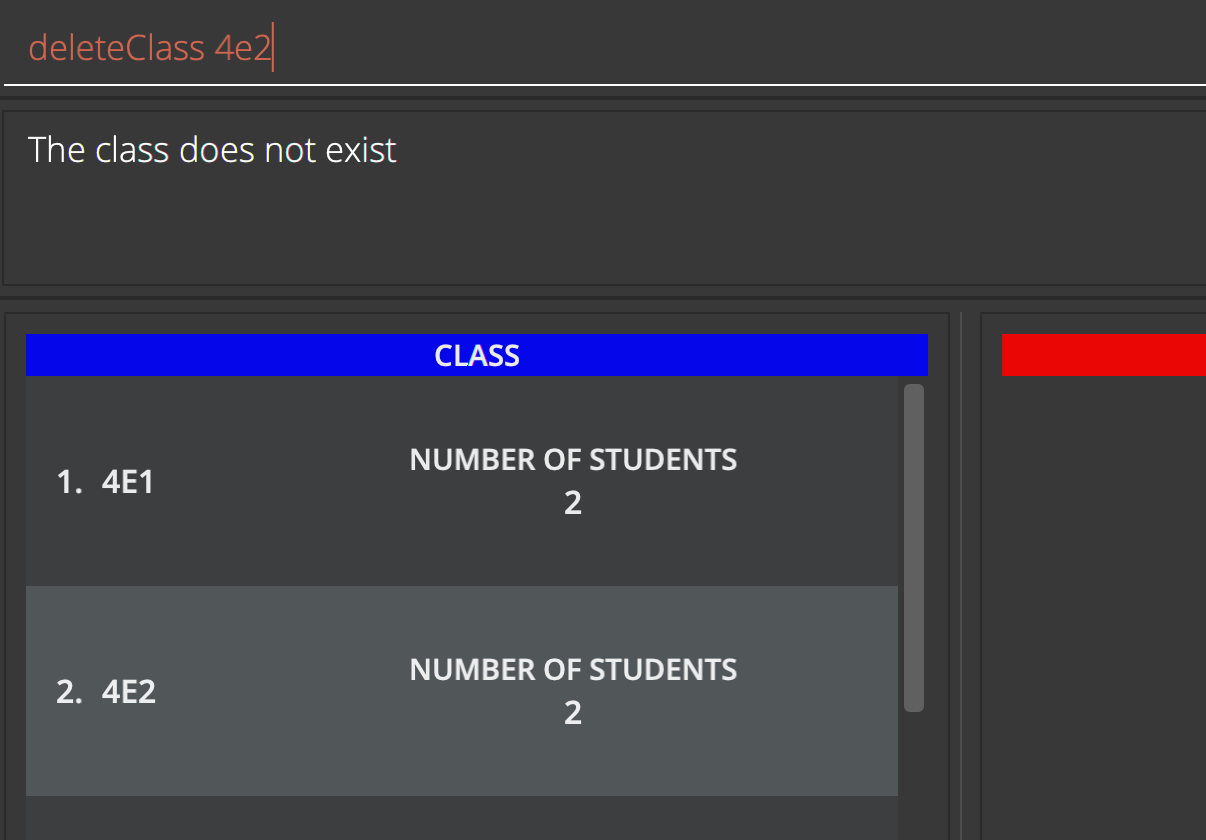 deleteClass 4e2
The class does not exist
CLASS
1. 4E1
NUMBER OF STUDENTS
2
2. 4E2
NUMBER OF STUDENTS
2